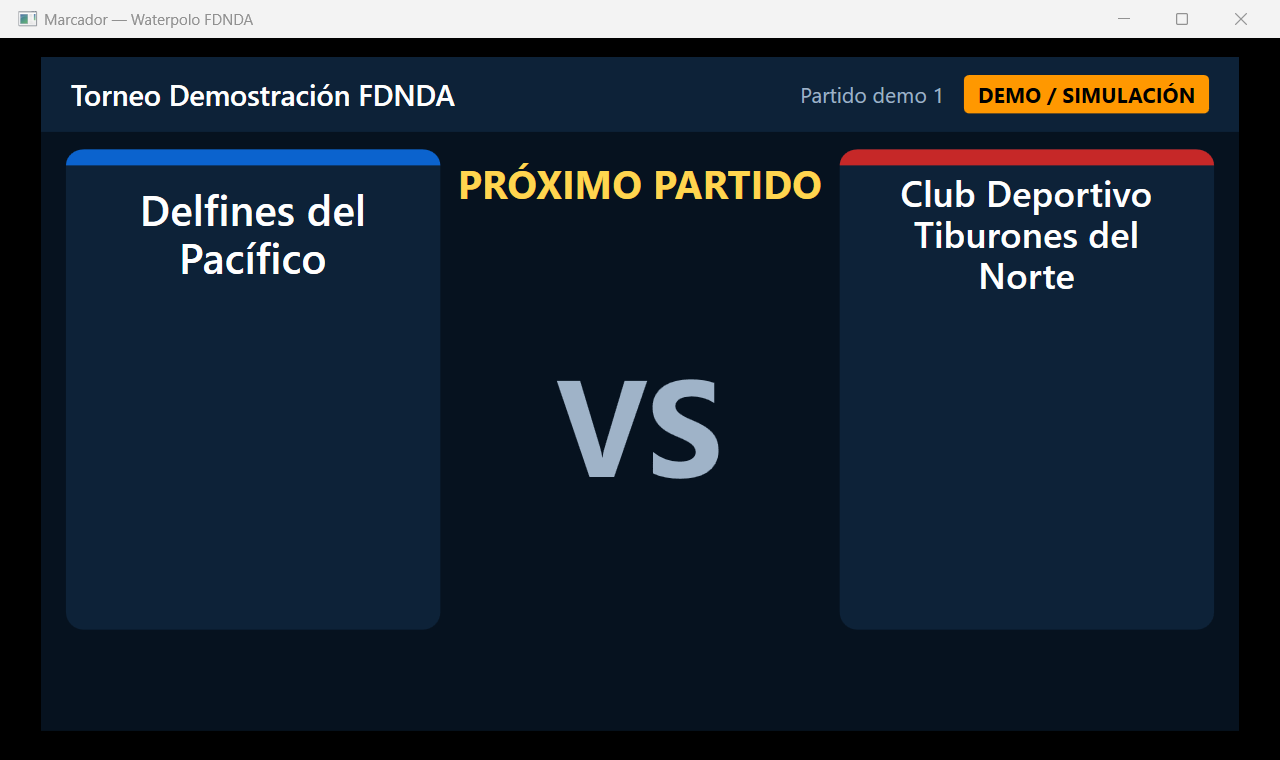 Marcador — Waterpolo FDNDA
Torneo Demostración FDNDA
Partido demo 1
DEMO / SIMULACIÓN
Delfines del
Pacífico
PRÓXIMO PARTIDO
VS
Club Deportivo
Tiburones del
Norte